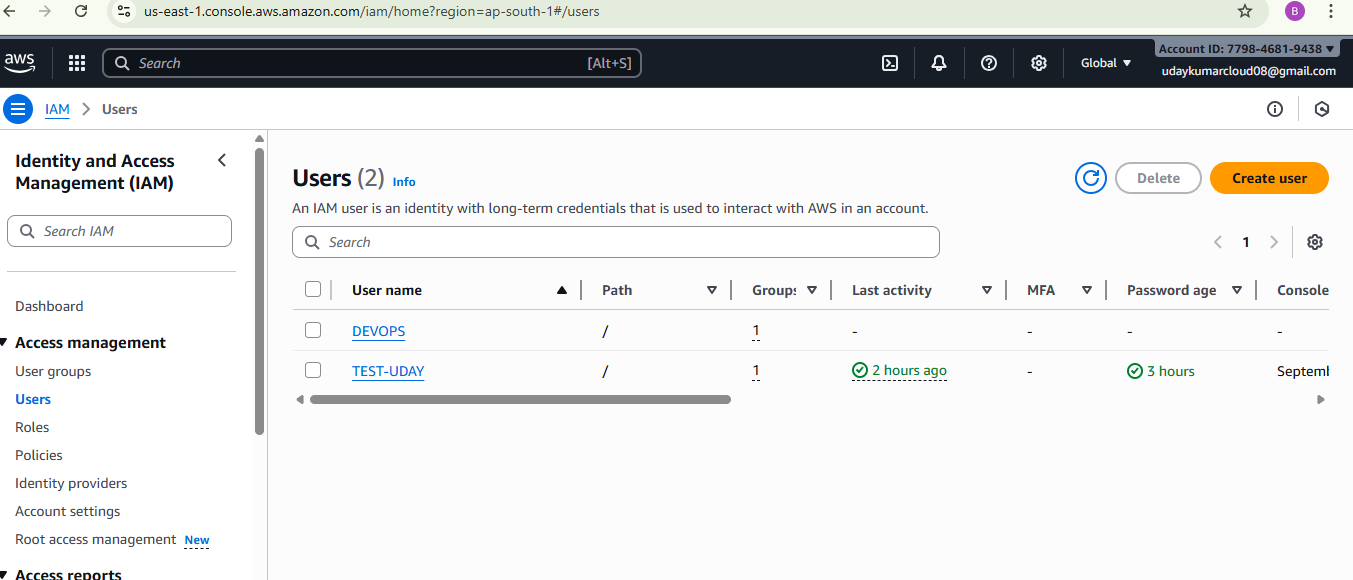 us-east-1.console.aws.amazon.com/iam/home?region=ap-south-1#/users
B
aws
Search [Alt+S]
Global
Account ID: 7798-4681-9438
udaykumarcloud08@gmail.com
IAM > Users
Identity and Access
Management (IAM)
Search IAM
Dashboard
Access management
User groups
Users
Roles
Policies
Identity providers
Account settings
Root access management New
Access reports
Users (2) Info
Delete
Create user
An IAM user is an identity with long-term credentials that is used to interact with AWS in an account.
Search
1
User name Path Groups Last activity MFA Password age Console
DEVOPS / 1 - - - -
TEST-UDAY / 1 2 hours ago - 3 hours Septem